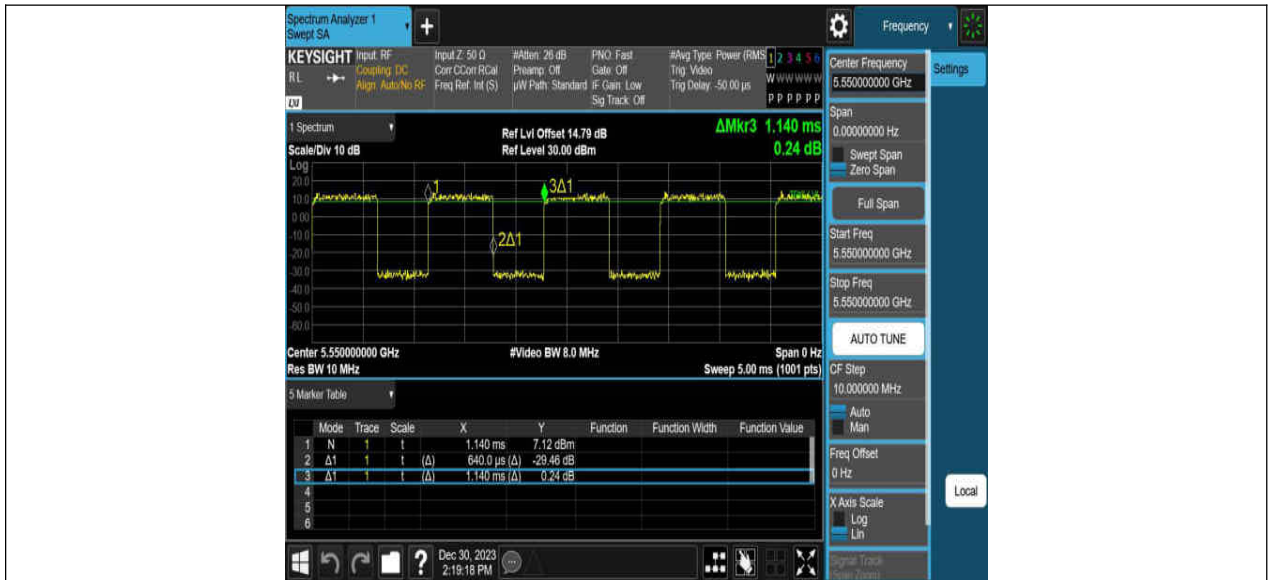 Spectrum Analyzer 1
Swept SA
+
Frequency
KEYSIGHT
RL
LXI
Input: RF
Coupling: DC
Align: Auto/No RF
Input Z: 50 Ω
Corr CCorr RCal
Freq Ref: Int (S)
#Atten: 26 dB
Preamp: Off
µW Path: Standard
PNO: Fast
Gate: Off
IF Gain: Low
Sig Track: Off
#Avg Type: Power (RMS
Trig: Video
Trig Delay: -50.00 µs
1 2 3 4 5 6
W W W W W W
P P P P P P
Center Frequency
5.550000000 GHz
Settings
Span
0.00000000 Hz
Swept Span
Zero Span
Full Span
Start Freq
5.550000000 GHz
Stop Freq
5.550000000 GHz
AUTO TUNE
CF Step
10.000000 MHz
Auto
Man
Freq Offset
0 Hz
X Axis Scale
Log
Lin
Signal Track
(Span Zoom)
Local
1 Spectrum
Scale/Div 10 dB
Ref Lvl Offset 14.79 dB
Ref Level 30.00 dBm
ΔMkr3 1.140 ms
0.24 dB
Log
20.0
10.0
0.00
-10.0
-20.0
-30.0
-40.0
-50.0
-60.0
1
2Δ1
3Δ1
Center 5.550000000 GHz
#Video BW 8.0 MHz
Span 0 Hz
Res BW 10 MHz
Sweep 5.00 ms (1001 pts)
5 Marker Table
Mode Trace Scale X Y Function Function Width Function Value
1 N 1 t 1.140 ms 7.12 dBm
2 Δ1 1 t (Δ) 640.0 µs (Δ) -29.46 dB
3 Δ1 1 t (Δ) 1.140 ms (Δ) 0.24 dB
4
5
6
?
Dec 30, 2023
2:19:18 PM